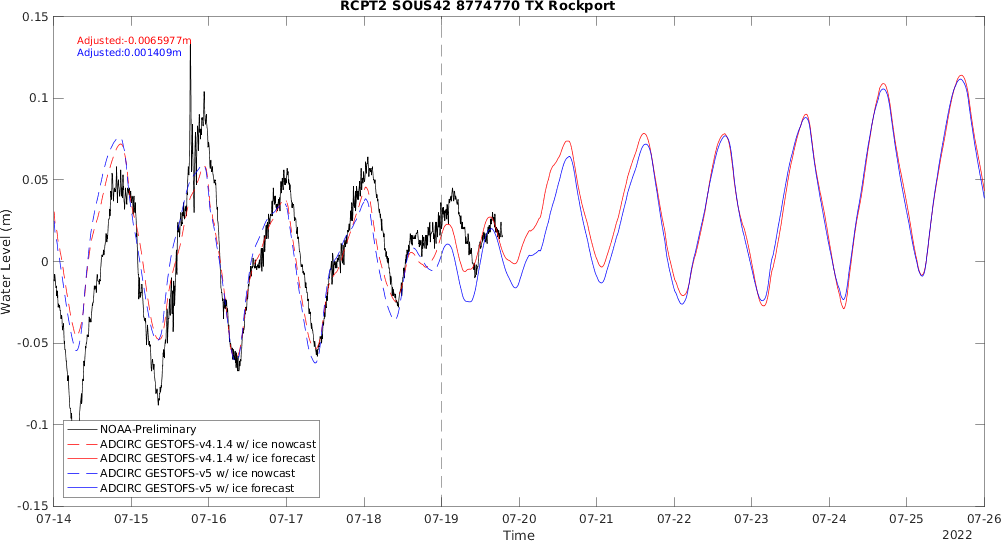 RCPT2 SOUS42 8774770 TX Rockport
0.15
Adjusted:-0.0065977m
Adjusted:0.001409m
0.1
0.05
Water Level (m)
0
-0.05
-0.1
NOAA-Preliminary
ADCIRC GESTOFS-v4.1.4 w/ ice nowcast
ADCIRC GESTOFS-v4.1.4 w/ ice forecast
ADCIRC GESTOFS-v5 w/ ice nowcast
ADCIRC GESTOFS-v5 w/ ice forecast
-0.15
07-14 07-15 07-16 07-17 07-18 07-19 07-20 07-21 07-22 07-23 07-24 07-25 07-26
Time
2022